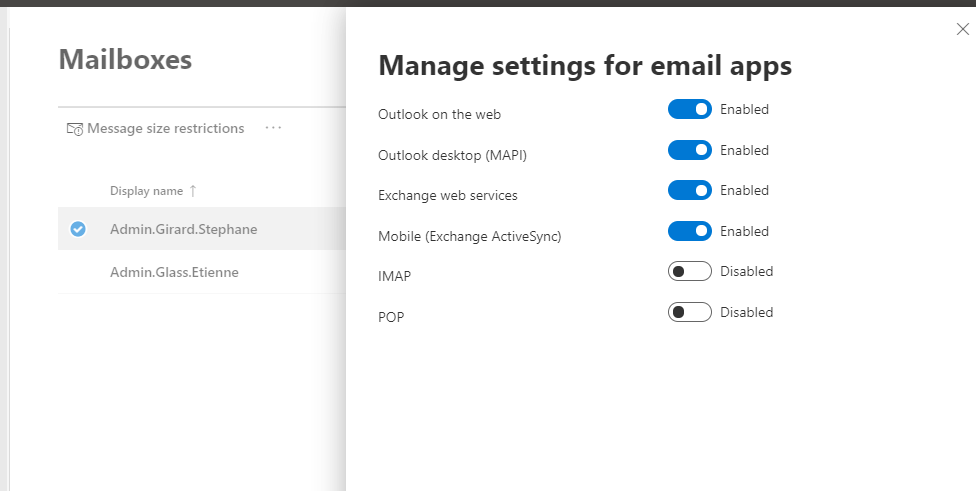 Mailboxes
Message size restrictions ···
Display name ↑
Admin.Girard.Stephane
Admin.Glass.Etienne
Manage settings for email apps
Outlook on the web Enabled
Outlook desktop (MAPI) Enabled
Exchange web services Enabled
Mobile (Exchange ActiveSync) Enabled
IMAP Disabled
POP Disabled